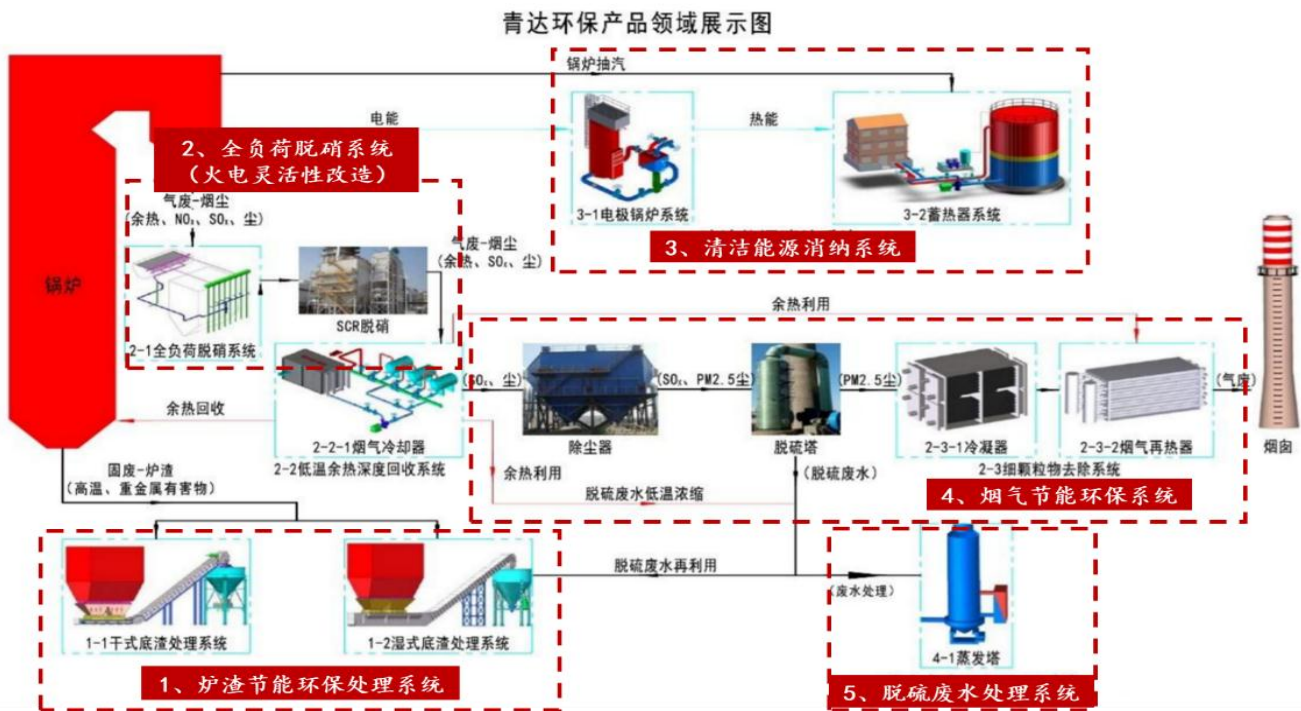 青达环保产品领域展示图
锅炉抽汽
电能
热能
2、全负荷脱硝系统
(火电灵活性改造)
气废-烟尘
(余热、NOₓ、SOₓ、尘)
3-1电极锅炉系统
3-2蓄热器系统
3、清洁能源消纳系统
气废-烟尘
(余热、SOₓ、尘)
锅炉
SCR脱硝
2-1全负荷脱硝系统
余热利用
(SOₓ、尘)
(SOₓ、PM2.5尘)
(PM2.5尘)
(气废)
余热回收
2-2-1烟气冷却器
除尘器
脱硫塔
2-3-1冷凝器
2-3-2烟气再热器
烟囱
2-2低温余热深度回收系统
2-3细颗粒物去除系统
固废-炉渣
(高温、重金属有害物)
余热利用
(脱硫废水)
脱硫废水低温浓缩
4、烟气节能环保系统
脱硫废水再利用
(废水处理)
1-1干式底渣处理系统
1-2湿式底渣处理系统
4-1蒸发塔
1、炉渣节能环保处理系统
5、脱硫废水处理系统